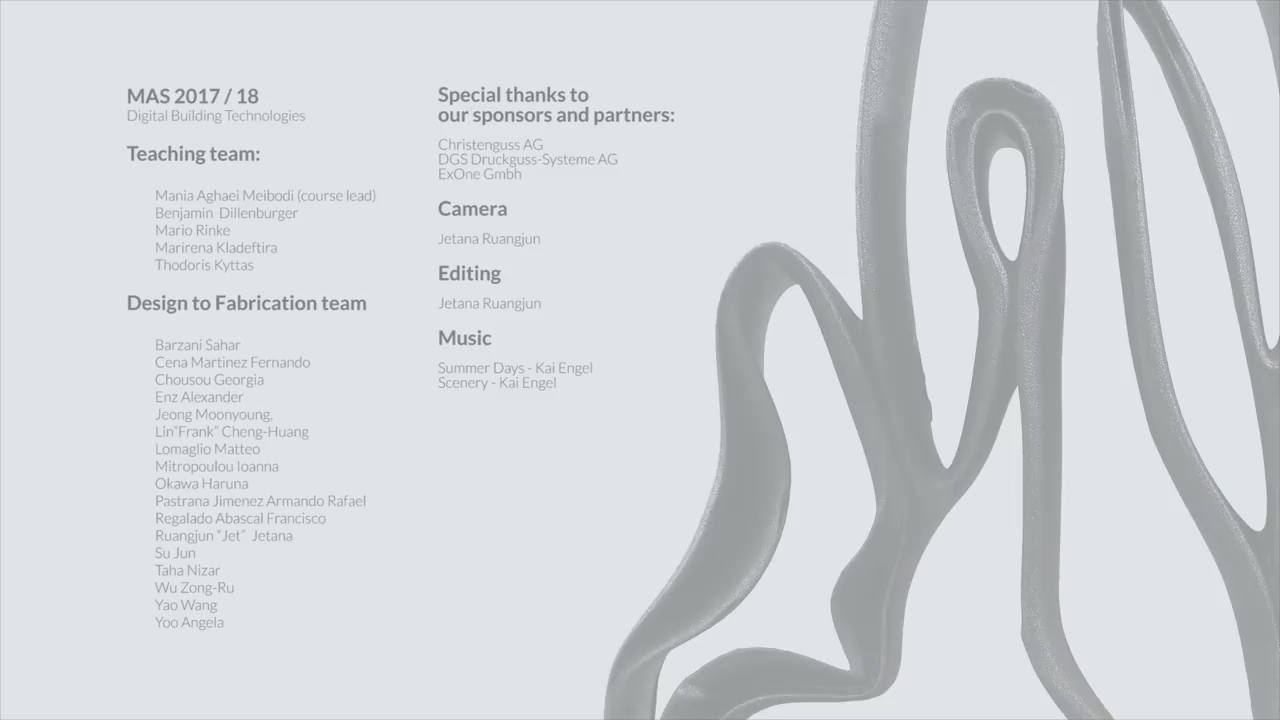 MAS 2017 / 18
Digital Building Technologies
Teaching team:
Mania Aghaei Meibodi (course lead)
Benjamin Dillenburger
Mario Rinke
Marirena Kladeftira
Thodoris Kyttas
Design to Fabrication team
Barzani Sahar
Cena Martinez Fernando
Chousou Georgia
Enz Alexander
Jeong Moonyoung,
Lin"Frank" Cheng-Huang
Lomaglio Matteo
Mitropoulou Ioanna
Okawa Haruna
Pastrana Jimenez Armando Rafael
Regalado Abascal Francisco
Ruangjun "Jet" Jetana
Su Jun
Taha Nizar
Wu Zong-Ru
Yao Wang
Yoo Angela
Special thanks to
our sponsors and partners:
Christenguss AG
DGS Druckguss-Systeme AG
ExOne Gmbh
Camera
Jetana Ruangjun
Editing
Jetana Ruangjun
Music
Summer Days - Kai Engel
Scenery - Kai Engel